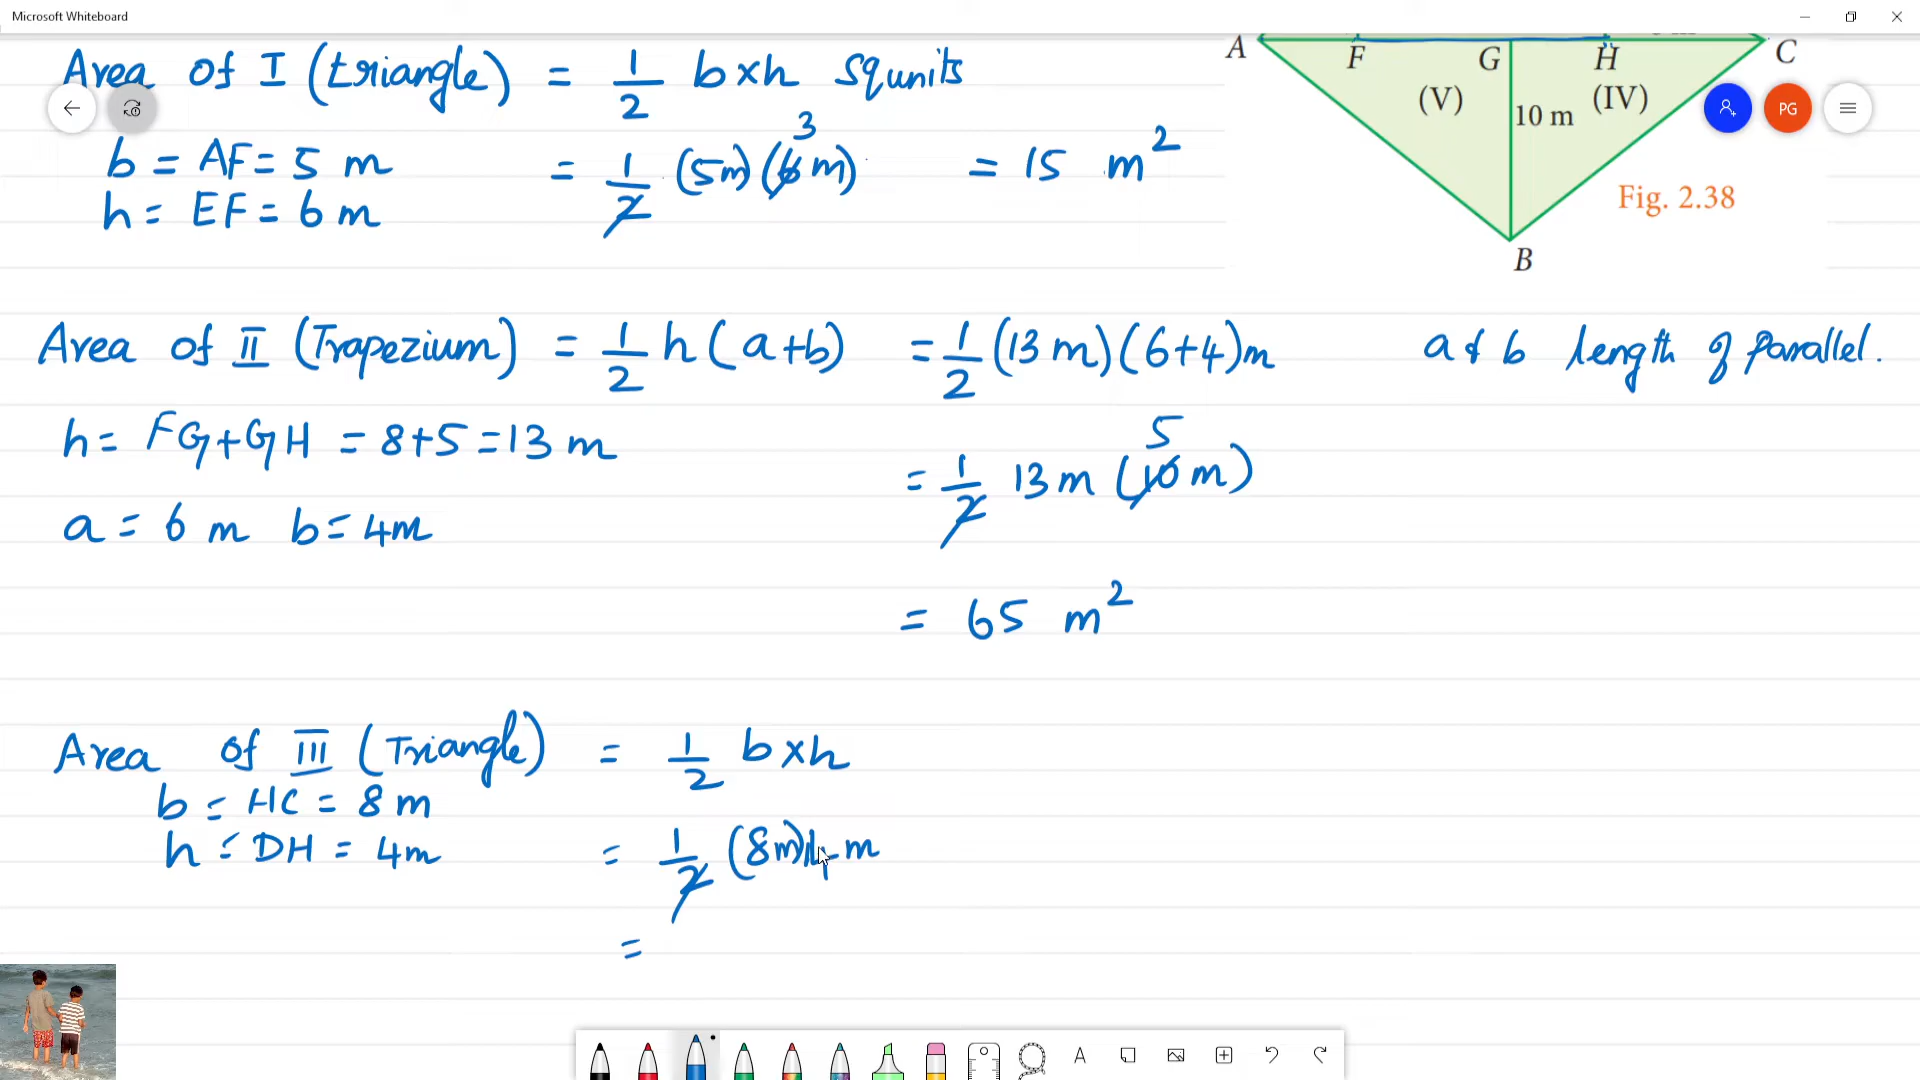 Microsoft Whiteboard
Area of I (triangle) = 1/2 b×h squnits
b = AF = 5 m = 1/2 (5m)(6m) 3 = 15 m²
h = EF = 6 m
A F G H C
(V) 10 m (IV)
PG
Fig. 2.38
B
Area of II (Trapezium) = 1/2 h (a+b) = 1/2 (13 m)(6+4)m a & b length of parallel.
h = FG+GH = 8+5 = 13 m
= 1/2 13 m (10 m) 5
a = 6 m b = 4m
= 65 m²
Area of III (Triangle) = 1/2 b×h
b = HC = 8 m
h = DH = 4m = 1/2 (8m)4 m
=
A